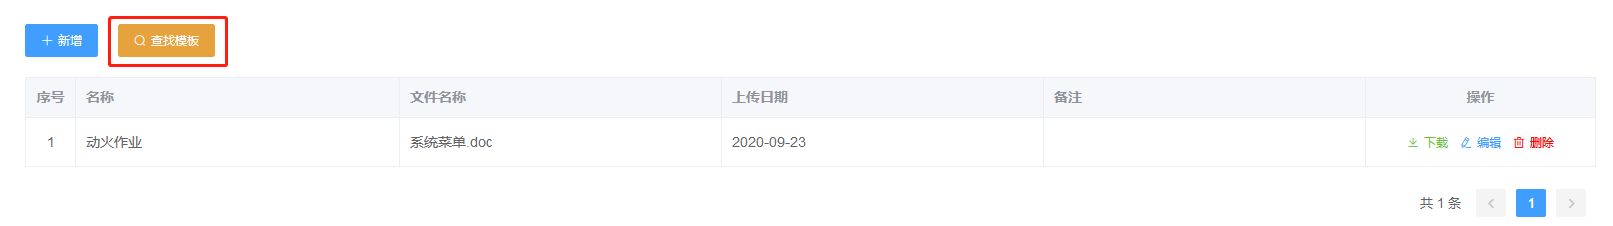 新增 查找模板
序号 名称 文件名称 上传日期 备注 操作
1 动火作业 系统菜单.doc 2020-09-23 下载 编辑 删除
共 1 条 1